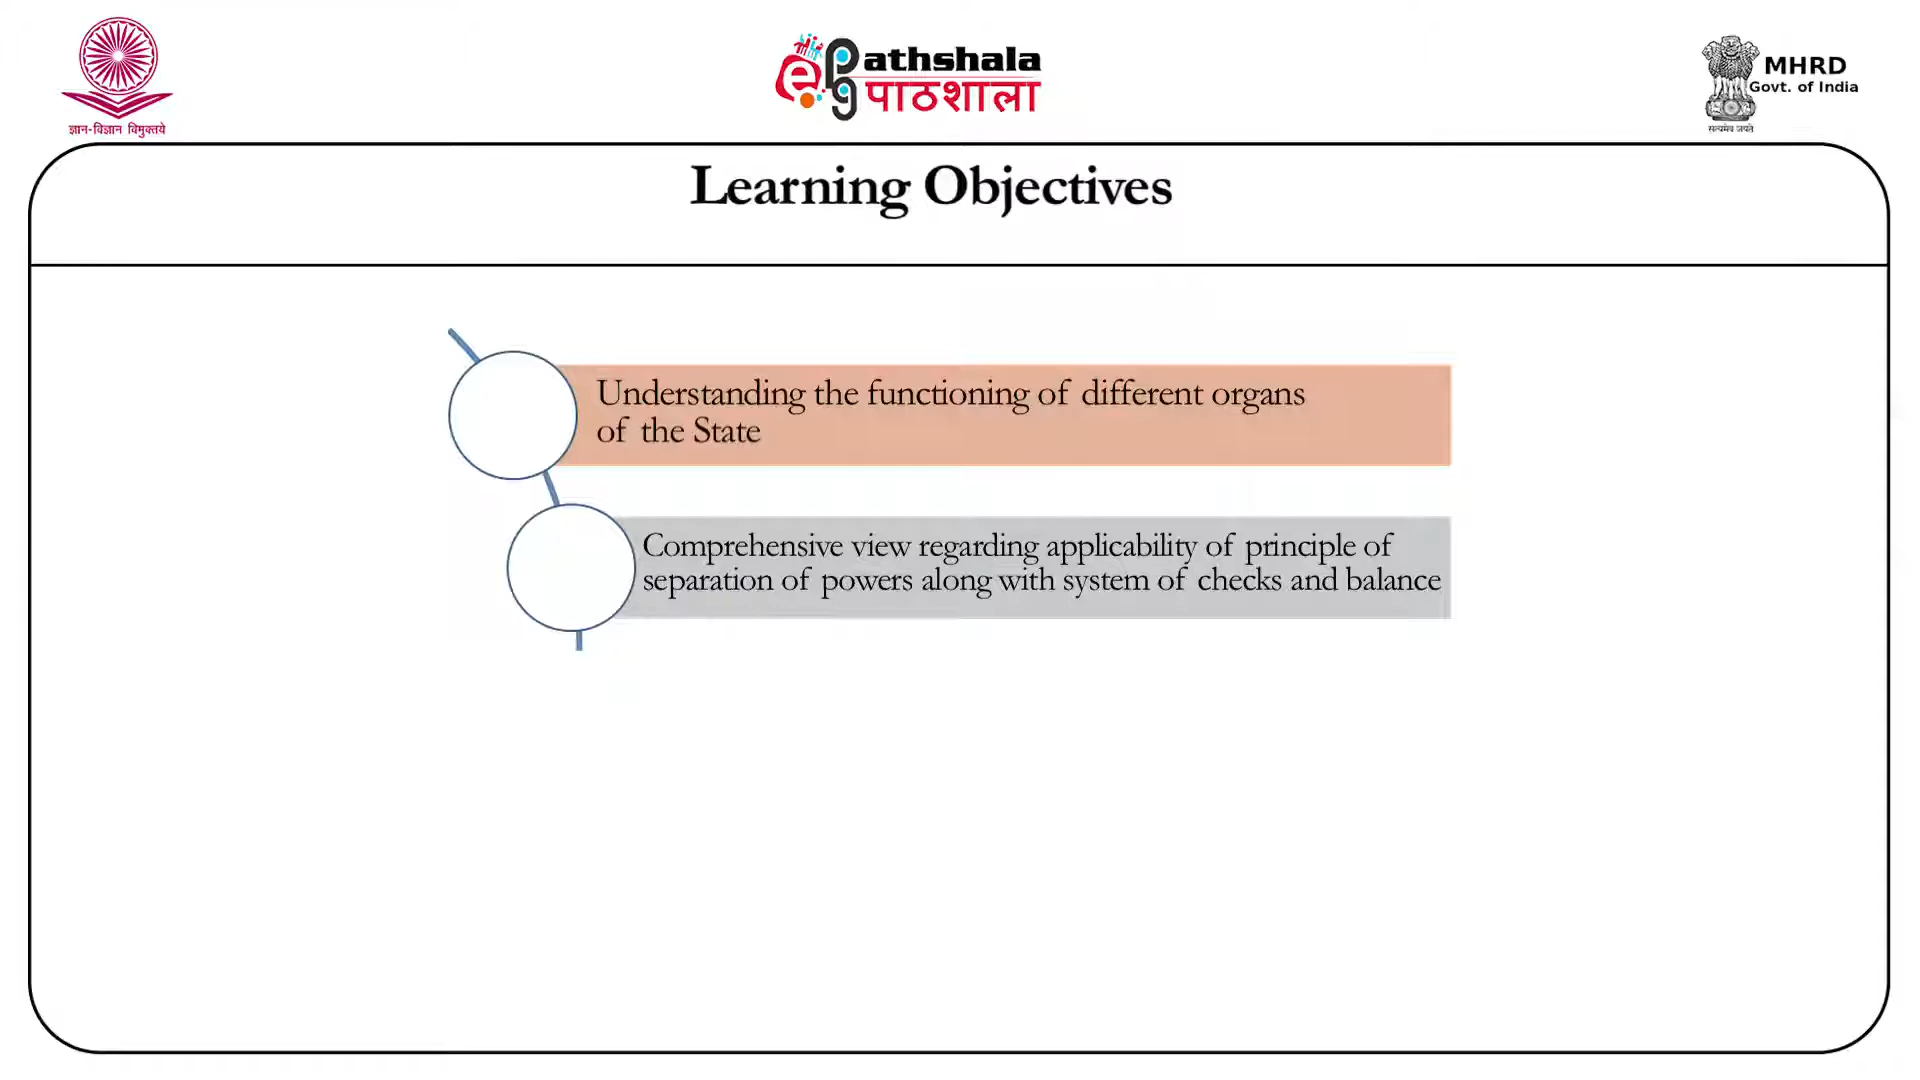 ज्ञान-विज्ञान विमुक्तये
e pg athshala
पाठशाला
MHRD
Govt. of India
सत्यमेव जयते
Learning Objectives
Understanding the functioning of different organs
of the State
Comprehensive view regarding applicability of principle of
separation of powers along with system of checks and balance